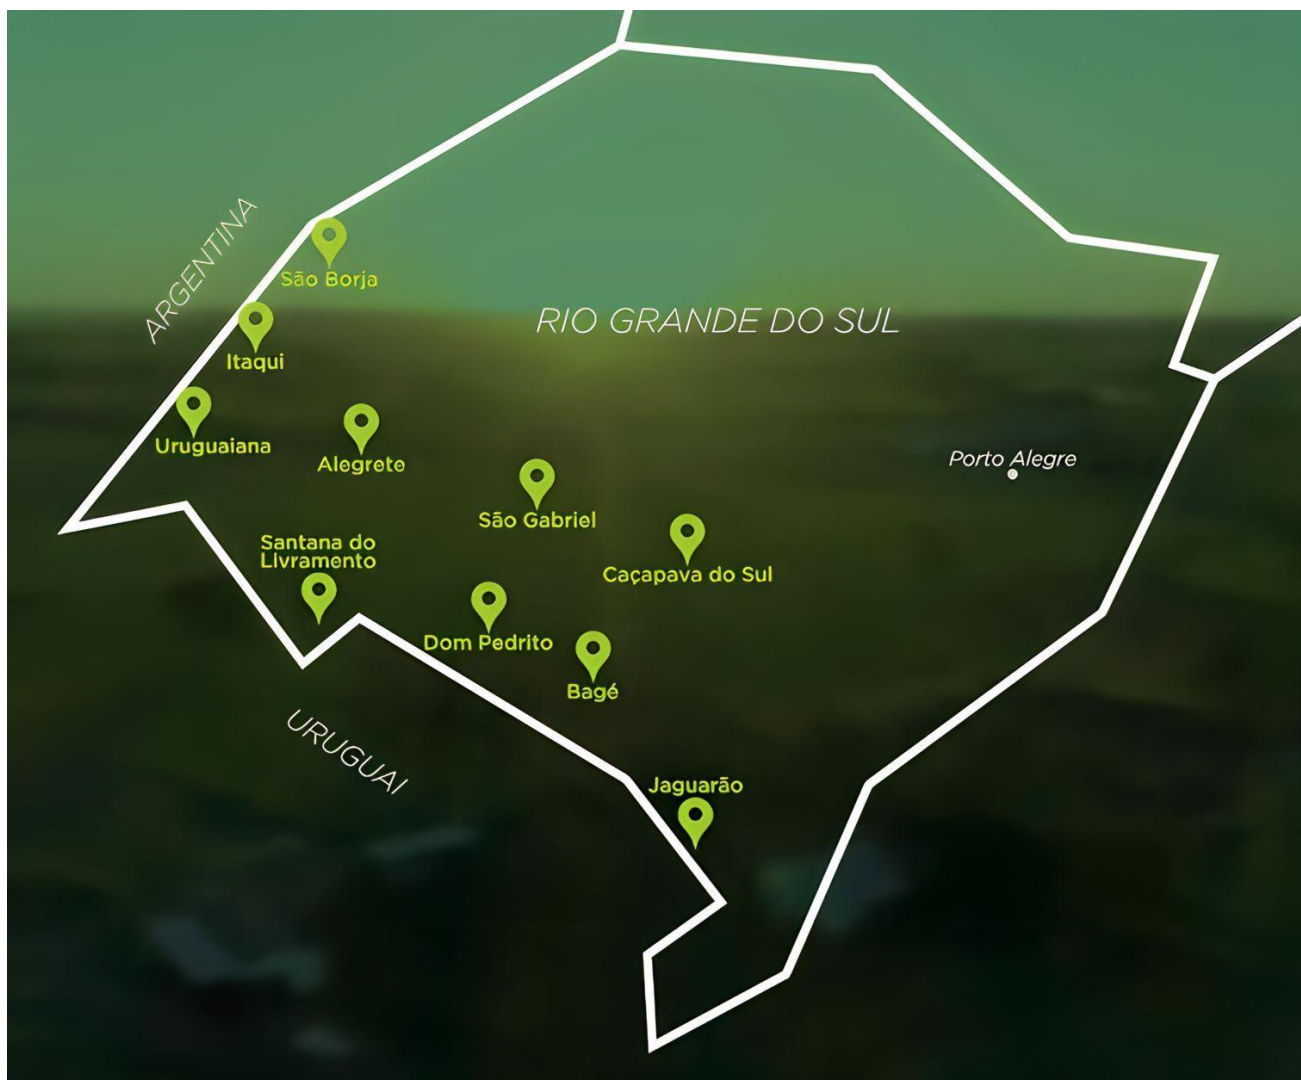 ARGENTINA
São Borja
RIO GRANDE DO SUL
Itaqui
Uruguaiana
Alegrete
Porto Alegre
São Gabriel
Santana do
Livramento
Caçapava do Sul
Dom Pedrito
Bagé
URUGUAI
Jaguarão